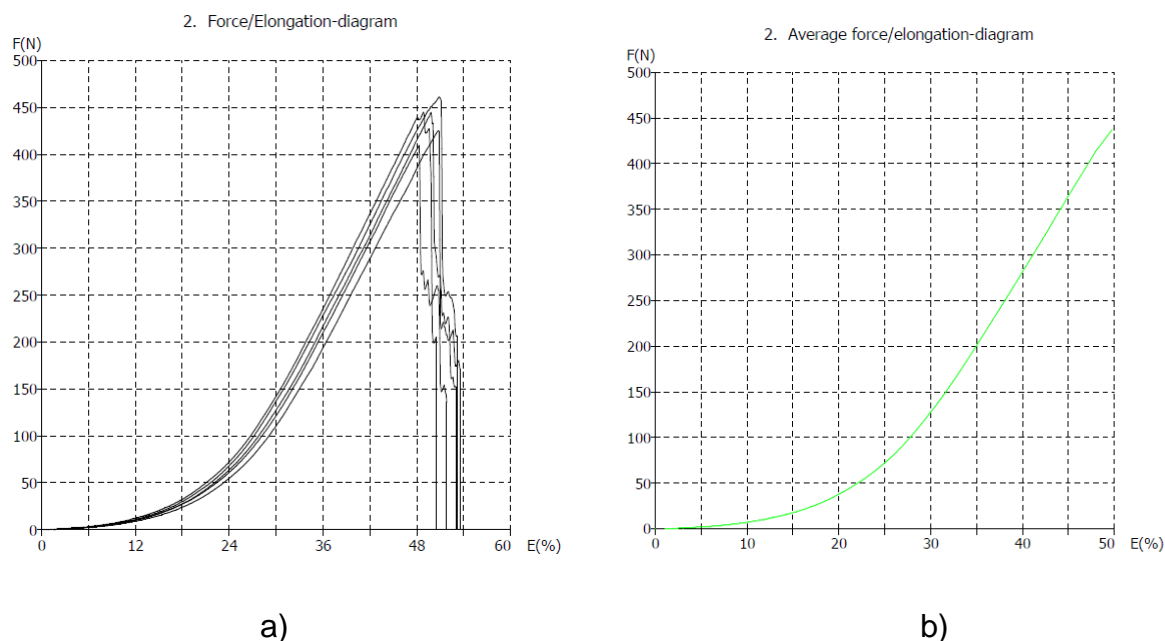 2. Force/Elongation-diagram
F(N)
500
450
400
350
300
250
200
150
100
50
0
0 12 24 36 48 E(%) 60
a)
2. Average force/elongation-diagram
F(N)
500
450
400
350
300
250
200
150
100
50
0
0 10 20 30 40 50 E(%)
b)